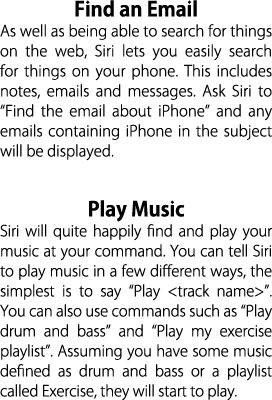 Find an Email
As well as being able to search for things
on the web, Siri lets you easily search
for things on your phone. This includes
notes, emails and messages. Ask Siri to
“Find the email about iPhone” and any
emails containing iPhone in the subject
will be displayed.
Play Music
Siri will quite happily find and play your
music at your command. You can tell Siri
to play music in a few different ways, the
simplest is to say “Play <track name>”.
You can also use commands such as “Play
drum and bass” and “Play my exercise
playlist”. Assuming you have some music
defined as drum and bass or a playlist
called Exercise, they will start to play.